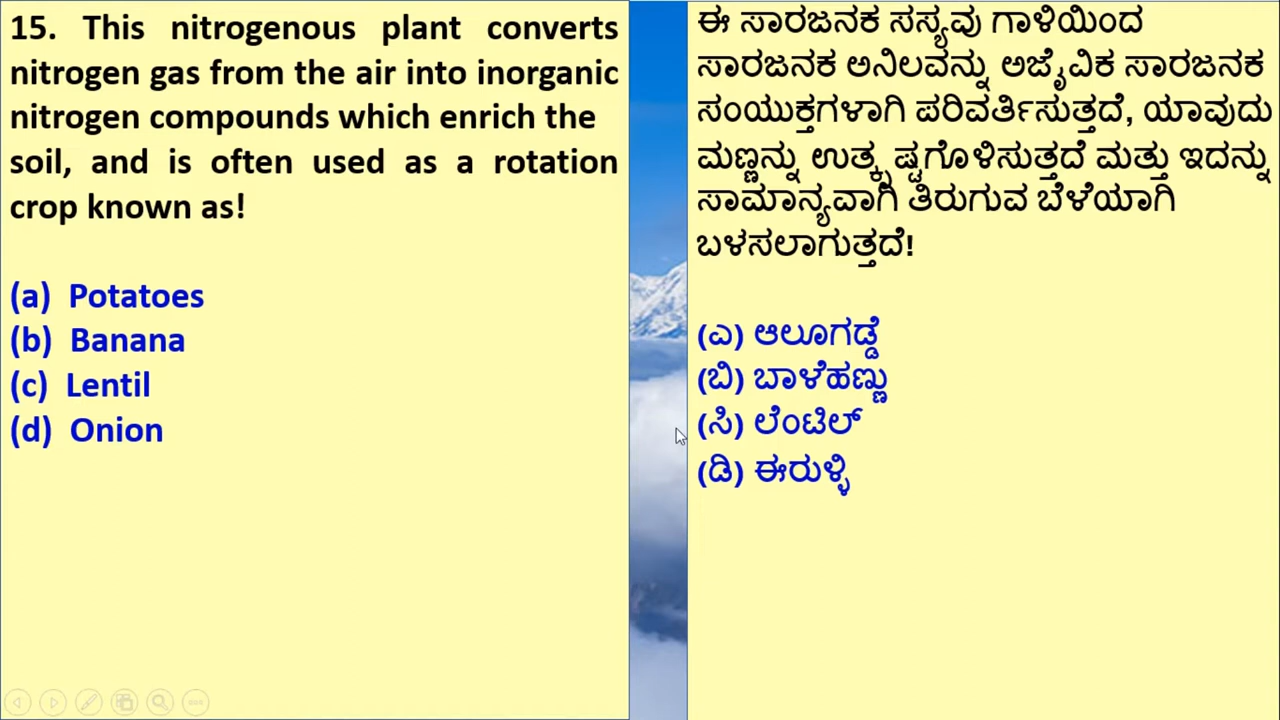 15. This nitrogenous plant converts
nitrogen gas from the air into inorganic
nitrogen compounds which enrich the
soil, and is often used as a rotation
crop known as!
(a) Potatoes
(b) Banana
(c) Lentil
(d) Onion
ಈ ಸಾರಜನಕ ಸಸ್ಯವು ಗಾಳಿಯಿಂದ
ಸಾರಜನಕ ಅನಿಲವನ್ನು ಅಜೈವಿಕ ಸಾರಜನಕ
ಸಂಯುಕ್ತಗಳಾಗಿ ಪರಿವರ್ತಿಸುತ್ತದೆ, ಯಾವುದು
ಮಣ್ಣನ್ನು ಉತ್ಕೃಷ್ಟಗೊಳಿಸುತ್ತದೆ ಮತ್ತು ಇದನ್ನು
ಸಾಮಾನ್ಯವಾಗಿ ತಿರುಗುವ ಬೆಳೆಯಾಗಿ
ಬಳಸಲಾಗುತ್ತದೆ!
(ಎ) ಆಲೂಗಡ್ಡೆ
(ಬಿ) ಬಾಳೆಹಣ್ಣು
(ಸಿ) ಲೆಂಟಿಲ್
(ಡಿ) ಈರುಳ್ಳಿ